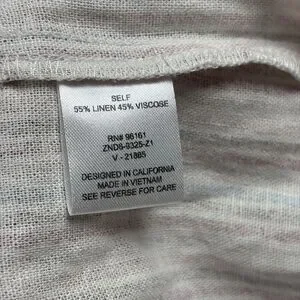 SELF
55% LINEN 45% VISCOSE
RN# 96161
ZND6-9325-Z1
V - 21885
DESIGNED IN CALIFORNIA
MADE IN VIETNAM
SEE REVERSE FOR CARE